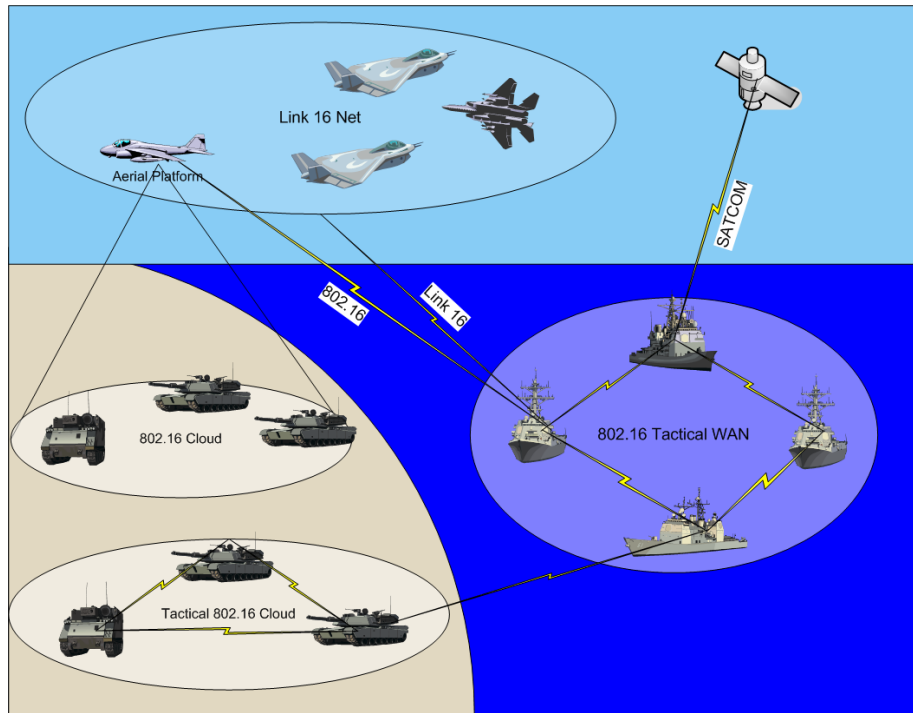 Link 16 Net
Aerial Platform
SATCOM
802.16
Link 16
802.16 Cloud
802.16 Tactical WAN
Tactical 802.16 Cloud